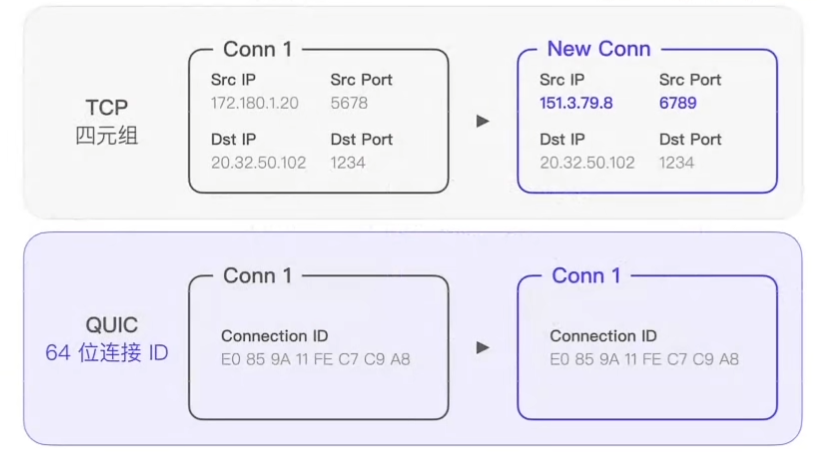 TCP
四元组
Conn 1
Src IP Src Port
172.180.1.20 5678
Dst IP Dst Port
20.32.50.102 1234
New Conn
Src IP Src Port
151.3.79.8 6789
Dst IP Dst Port
20.32.50.102 1234
QUIC
64 位连接 ID
Conn 1
Connection ID
E0 85 9A 11 FE C7 C9 A8
Conn 1
Connection ID
E0 85 9A 11 FE C7 C9 A8